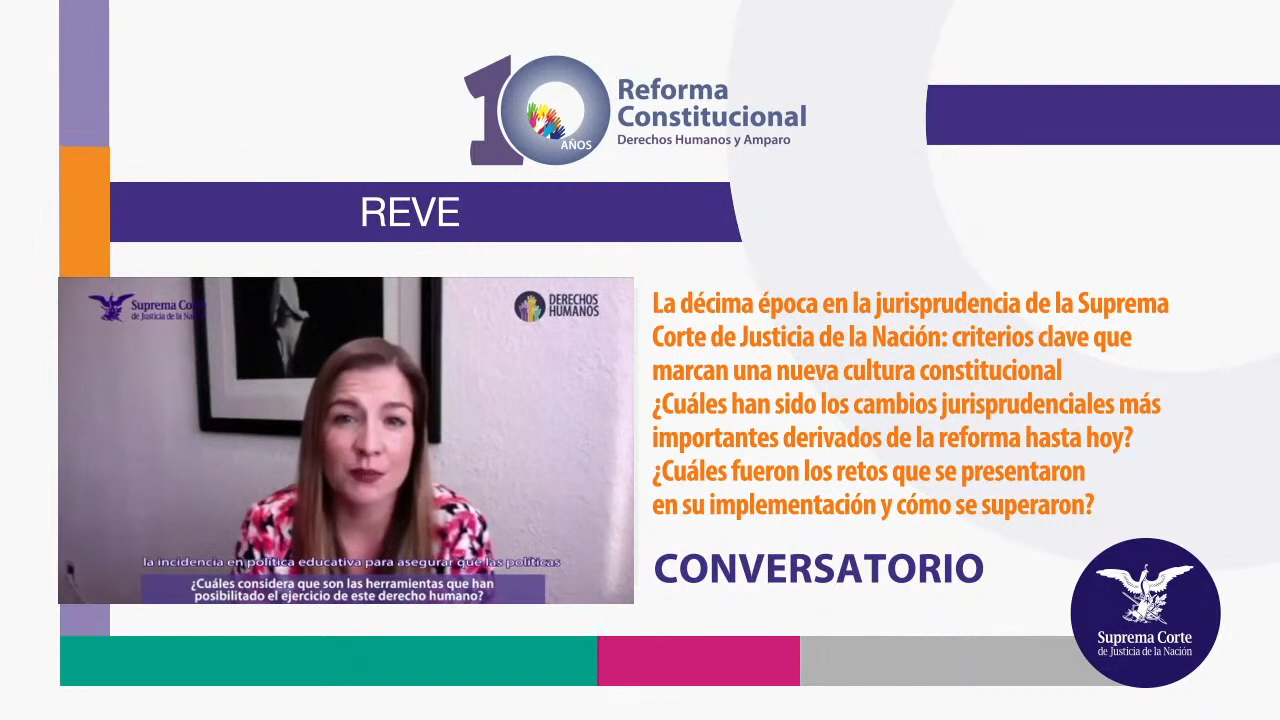 10
AÑOS
Reforma
Constitucional
Derechos Humanos y Amparo
REVE
Suprema Corte
de Justicia de la Nación
DERECHOS
HUMANOS
la incidencia en política educativa para asegurar que las políticas
¿Cuáles considera que son las herramientas que han
posibilitado el ejercicio de este derecho humano?
La décima época en la jurisprudencia de la Suprema
Corte de Justicia de la Nación: criterios clave que
marcan una nueva cultura constitucional
¿Cuáles han sido los cambios jurisprudenciales más
importantes derivados de la reforma hasta hoy?
¿Cuáles fueron los retos que se presentaron
en su implementación y cómo se superaron?
CONVERSATORIO
Suprema Corte
de Justicia de la Nación